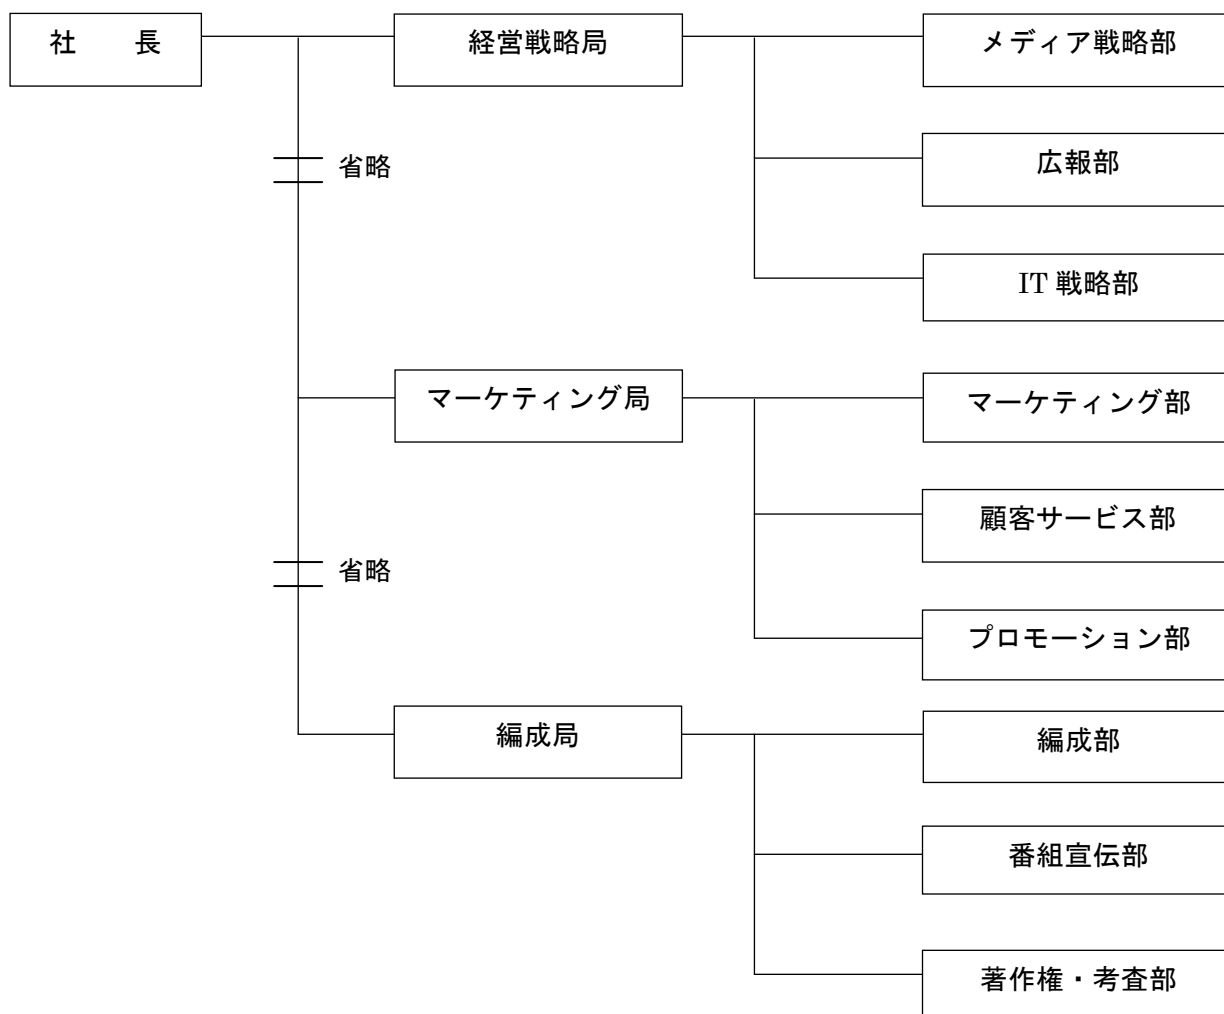 社　　長
経営戦略局
メディア戦略部
省略
広報部
IT 戦略部
マーケティング局
マーケティング部
顧客サービス部
省略
プロモーション部
編成局
編成部
番組宣伝部
著作権・考査部